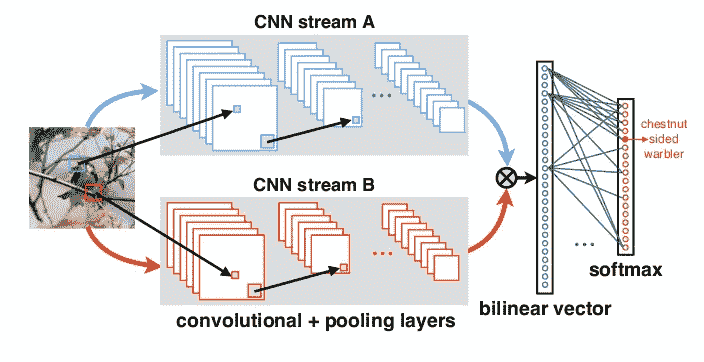 CNN stream A
chestnut
sided
warbler
CNN stream B
softmax
bilinear vector
convolutional + pooling layers